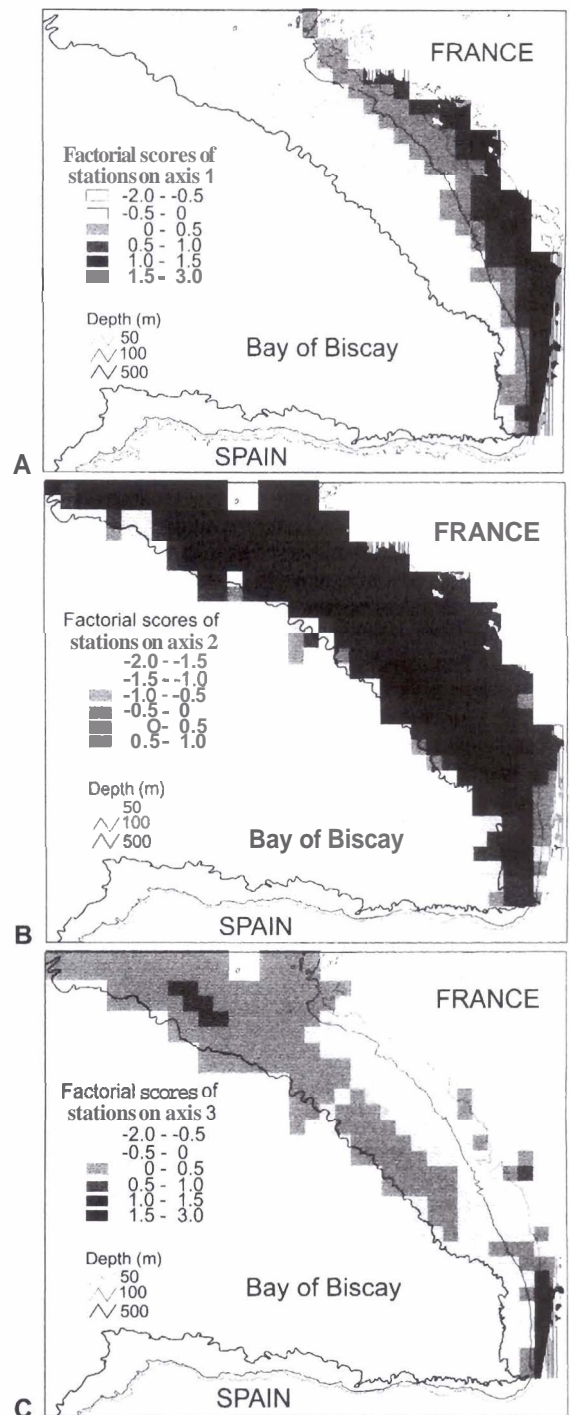 FRANCE
Factorial scores of
stations on axis 1
-2.0 - -0.5
-0.5 - 0
0 - 0.5
0.5 - 1.0
1.0 - 1.5
1.5 - 3.0
Depth (m)
50
100
500
Bay of Biscay
SPAIN
A
FRANCE
Factorial scores of
stations on axis 2
-2.0 - -1.5
-1.5 - -1.0
-1.0 - -0.5
-0.5 - 0
O- 0.5
0.5 - 1.0
Depth (m)
50
100
500
Bay of Biscay
SPAIN
B
FRANCE
Factorial scores of
stations on axis 3
-2.0 - -0.5
-0.5 - 0
0 - 0.5
0.5 - 1.0
1.0 - 1.5
1.5 - 3.0
Depth (m)
50
100
500
Bay of Biscay
SPAIN
C